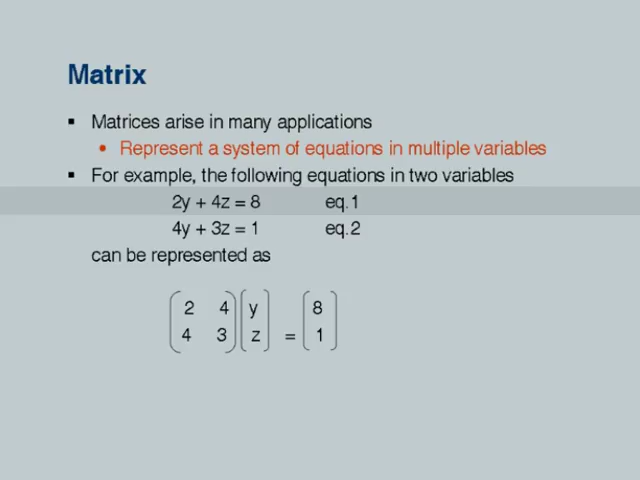 Matrix
▪ Matrices arise in many applications
• Represent a system of equations in multiple variables
▪ For example, the following equations in two variables
2y + 4z = 8 eq.1
4y + 3z = 1 eq.2
can be represented as
2 4 y 8
4 3 z = 1